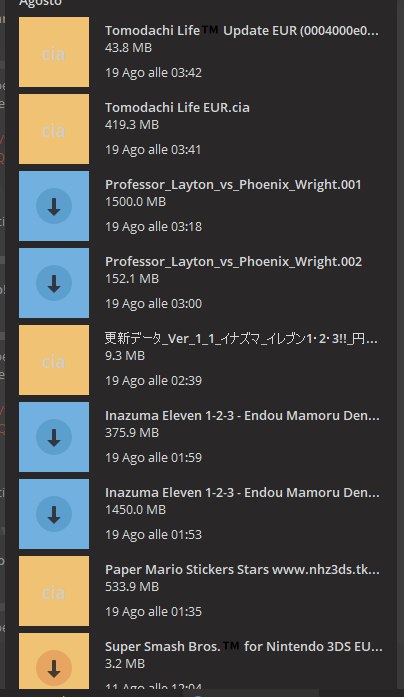 Agosto
cia
Tomodachi Life™ Update EUR (0004000e0...
43.8 MB
19 Ago alle 03:42
cia
Tomodachi Life EUR.cia
419.3 MB
19 Ago alle 03:41
Professor_Layton_vs_Phoenix_Wright.001
1500.0 MB
19 Ago alle 03:18
Professor_Layton_vs_Phoenix_Wright.002
152.1 MB
19 Ago alle 03:00
cia
更新データ_Ver_1_1_イナズマ_イレブン1・2・3!!_円...
9.3 MB
19 Ago alle 02:39
Inazuma Eleven 1-2-3 - Endou Mamoru Den...
375.9 MB
19 Ago alle 01:59
Inazuma Eleven 1-2-3 - Endou Mamoru Den...
1450.0 MB
19 Ago alle 01:53
cia
Paper Mario Stickers Stars www.nhz3ds.tk...
533.9 MB
19 Ago alle 01:35
Super Smash Bros.™ for Nintendo 3DS EU...
3.2 MB
11 Ago alle 12:04